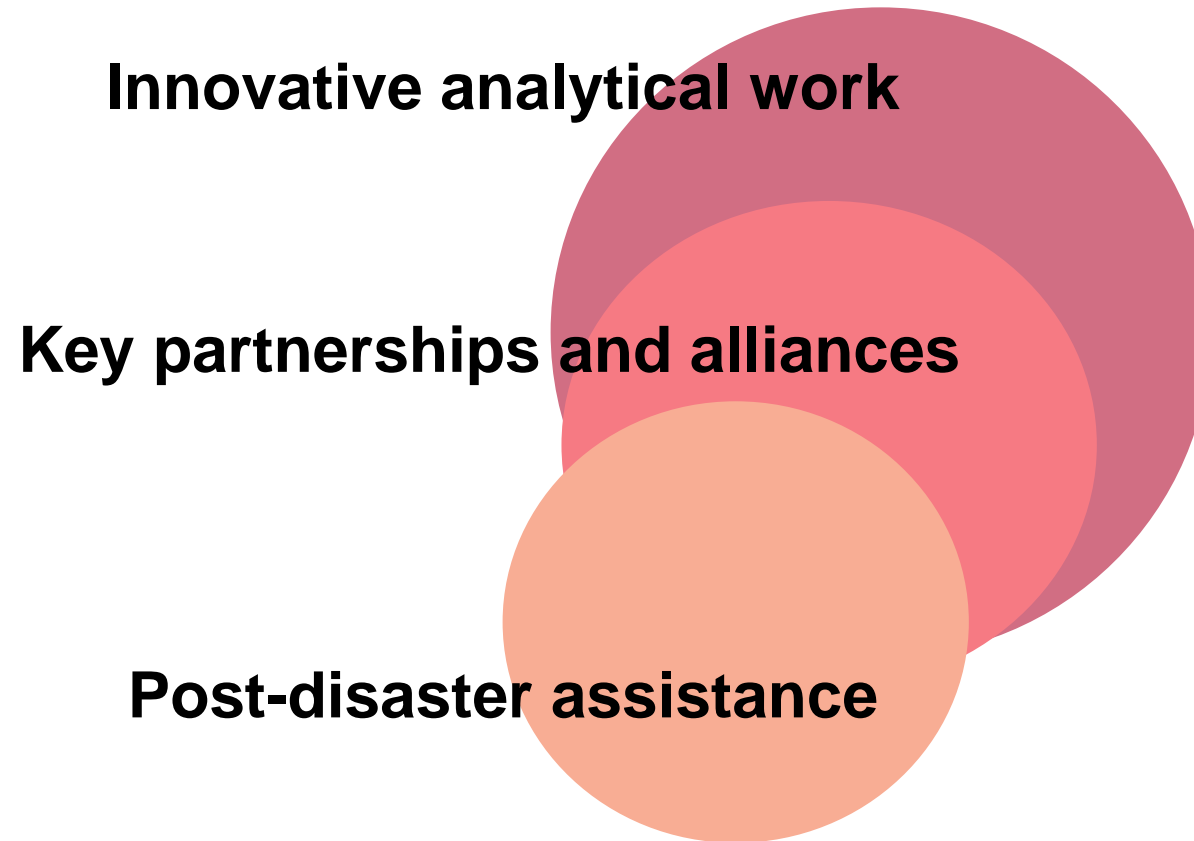 Innovative analytical work
Key partnerships and alliances
Post-disaster assistance